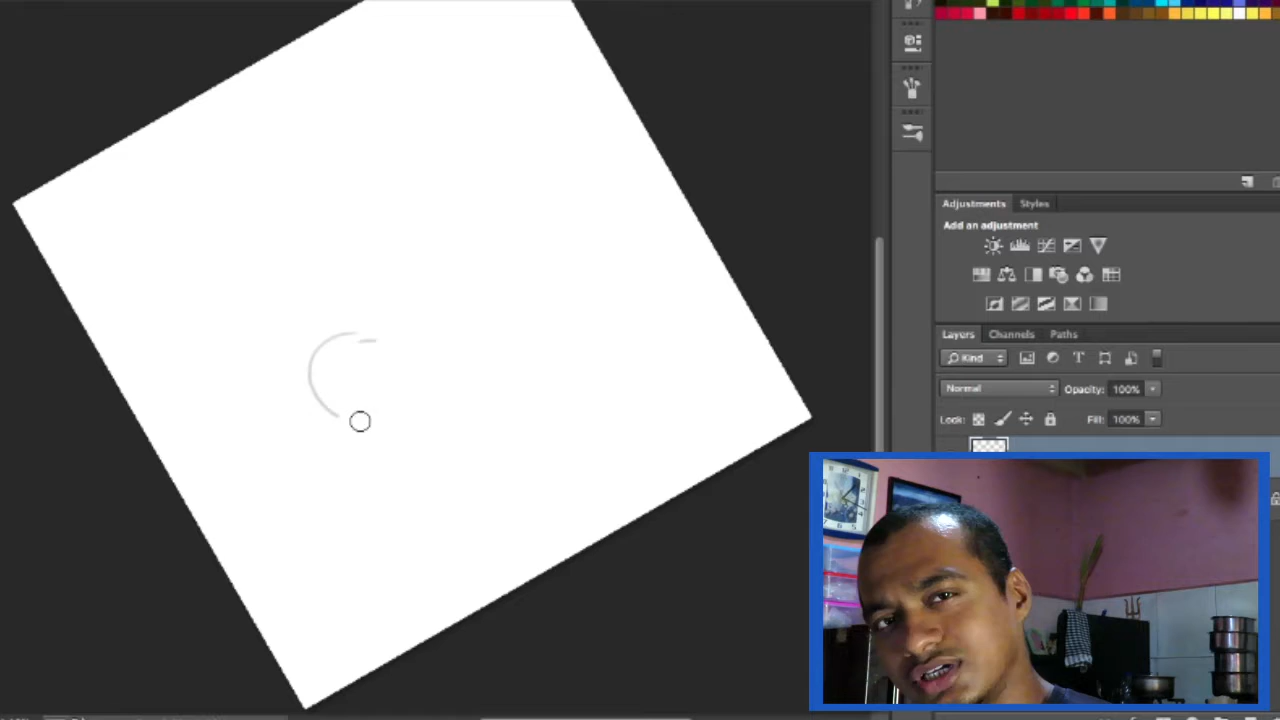 Adjustments Styles
Add an adjustment
Layers Channels Paths
Kind
Normal Opacity: 100%
Lock: Fill: 100%